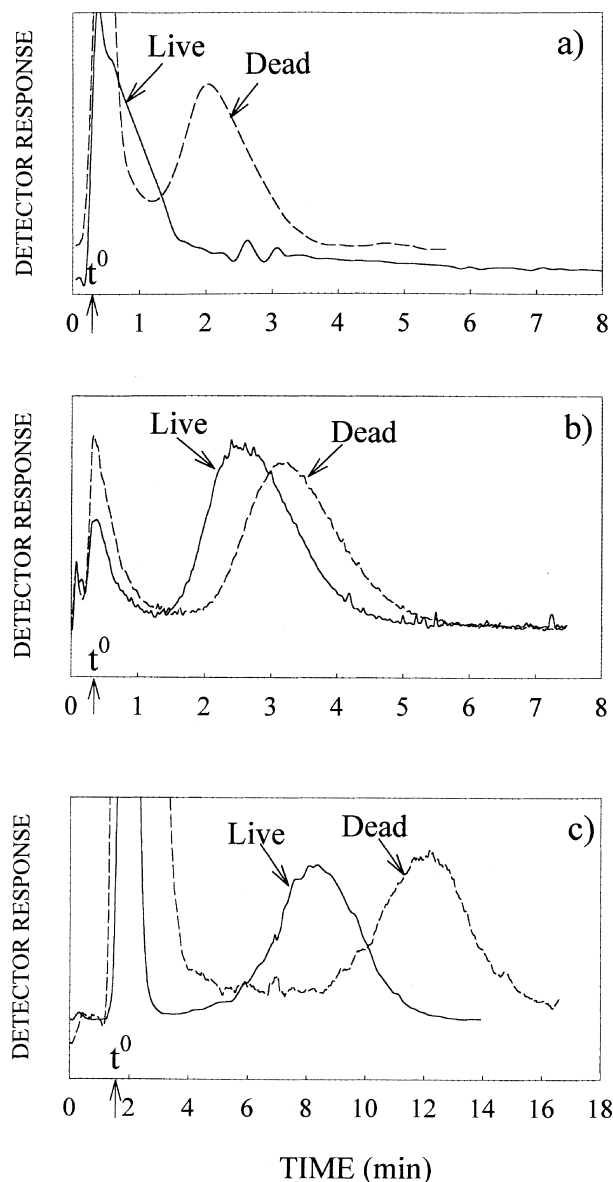 DETECTOR RESPONSE
a)
Live
Dead
t⁰
0 1 2 3 4 5 6 7 8
DETECTOR RESPONSE
b)
Live
Dead
t⁰
0 1 2 3 4 5 6 7 8
DETECTOR RESPONSE
c)
Live
Dead
t⁰
0 2 4 6 8 10 12 14 16 18
TIME (min)